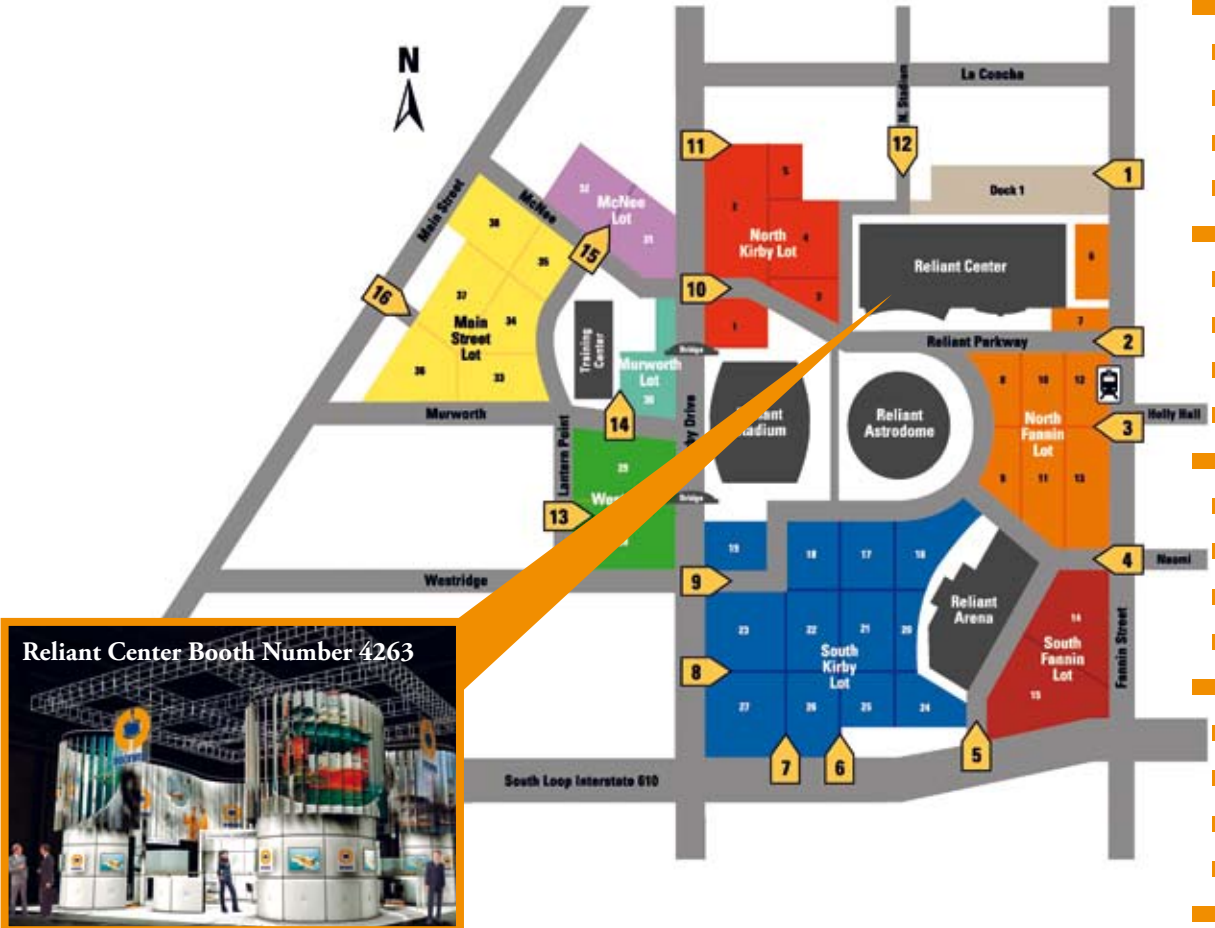 N
La Concha
N. Stadium
12
11
1
Dock 1
5
2
4
3
North
Kirby Lot
32
McNee
Lot
31
McNee
Main Street
15
38
35
37
34
Main
Street
Lot
36
33
16
10
Reliant Center
6
7
1
Reliant Parkway
2
Training
Center
Bridge
Murworth
Lot
30
8
10
12
North
Fannin
Lot
Holly Hall
3
9
11
13
Murworth
14
Reliant
Astrodome
Lantern Point
29
13
Bridge
19
18
17
4
Naomi
Westridge
9
Reliant
Arena
23
22
21
20
South
Kirby
Lot
14
South
Fannin
Lot
15
Fannin Street
8
27
26
25
24
7
6
5
South Loop Interstate 610
Reliant Center Booth Number 4263